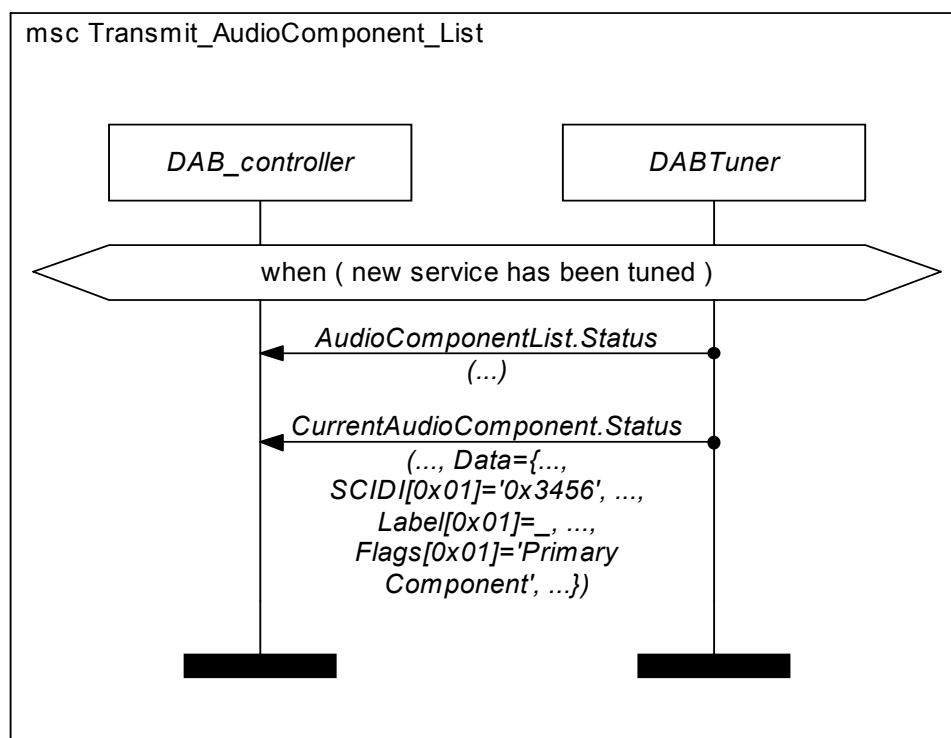 msc Transmit_AudioComponent_List
DAB_controller
DABTuner
when ( new service has been tuned )
AudioComponentList.Status
(...)
CurrentAudioComponent.Status
(..., Data={...,
SCIDI[0x01]='0x3456', ...,
Label[0x01]=_, ...,
Flags[0x01]='Primary
Component', ...})